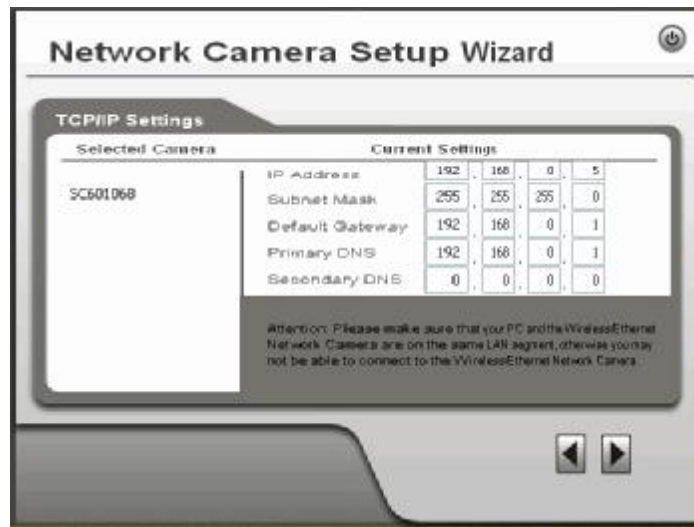 Network Camera Setup Wizard
TCP/IP Settings
Selected Camera
Current Settings
SC601068
IP Address 192 . 168 . 0 . 5
Subnet Mask 255 . 255 . 255 . 0
Default Gateway 192 . 168 . 0 . 1
Primary DNS 192 . 168 . 0 . 1
Secondary DNS 0 . 0 . 0 . 0
Attention: Please make sure that your PC and the Wireless/Ethernet
Network Camera are on the same LAN segment, otherwise you may
not be able to connect to the Wireless/Ethernet Network Camera.